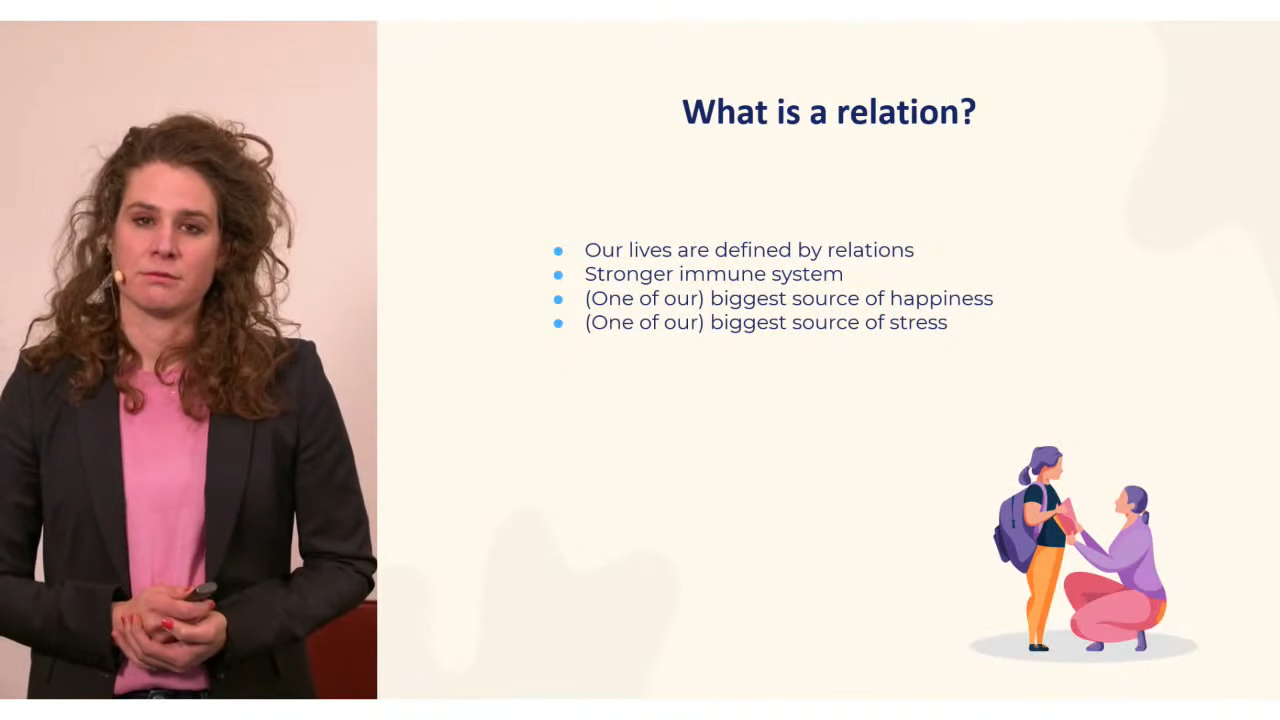 What is a relation?
Our lives are defined by relations
Stronger immune system
(One of our) biggest source of happiness
(One of our) biggest source of stress